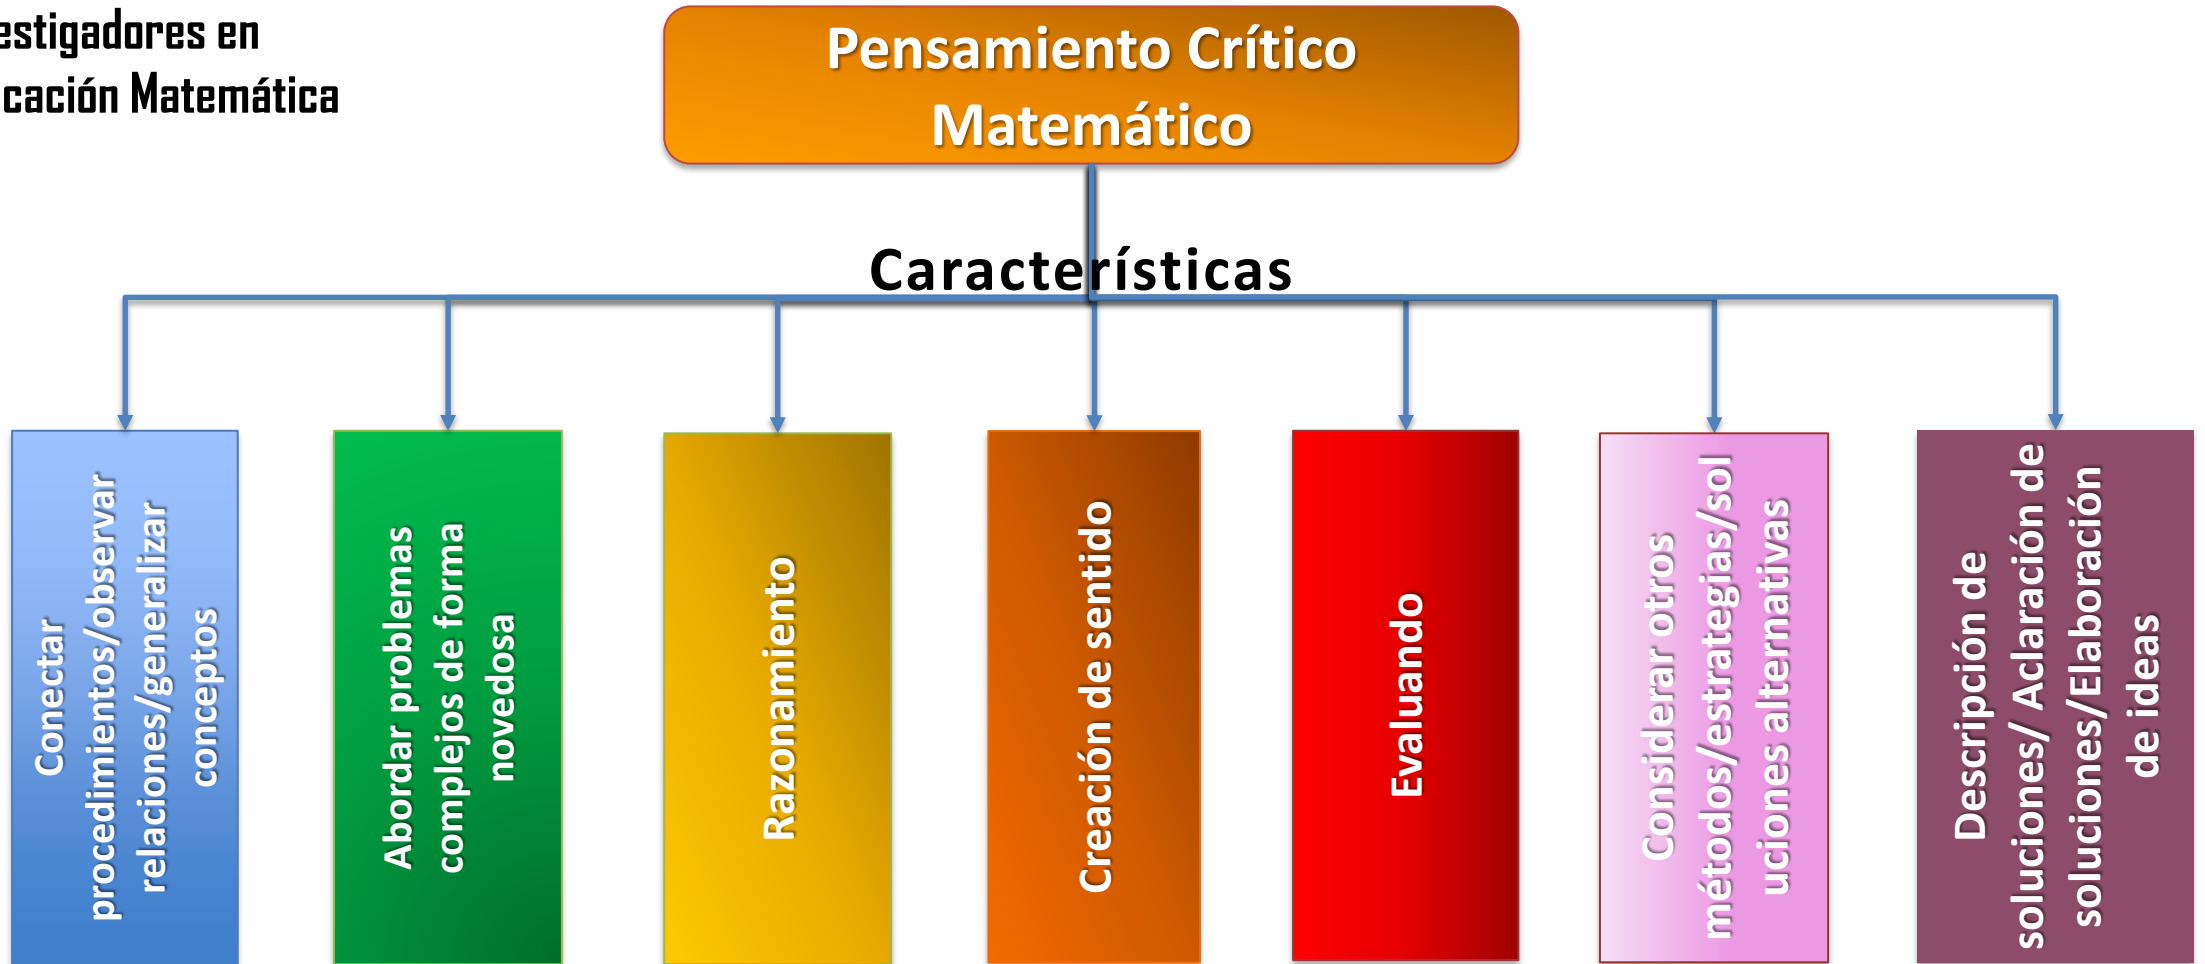 estigadores en
cación Matemática
Pensamiento Crítico
Matemático
Características
Conectar
procedimientos/observar
relaciones/generalizar
conceptos
Abordar problemas
complejos de forma
novedosa
Razonamiento
Creación de sentido
Evaluando
Considerar otros
métodos/estrategias/sol
uciones alternativas
Descripción de
soluciones/ Aclaración de
soluciones/Elaboración
de ideas